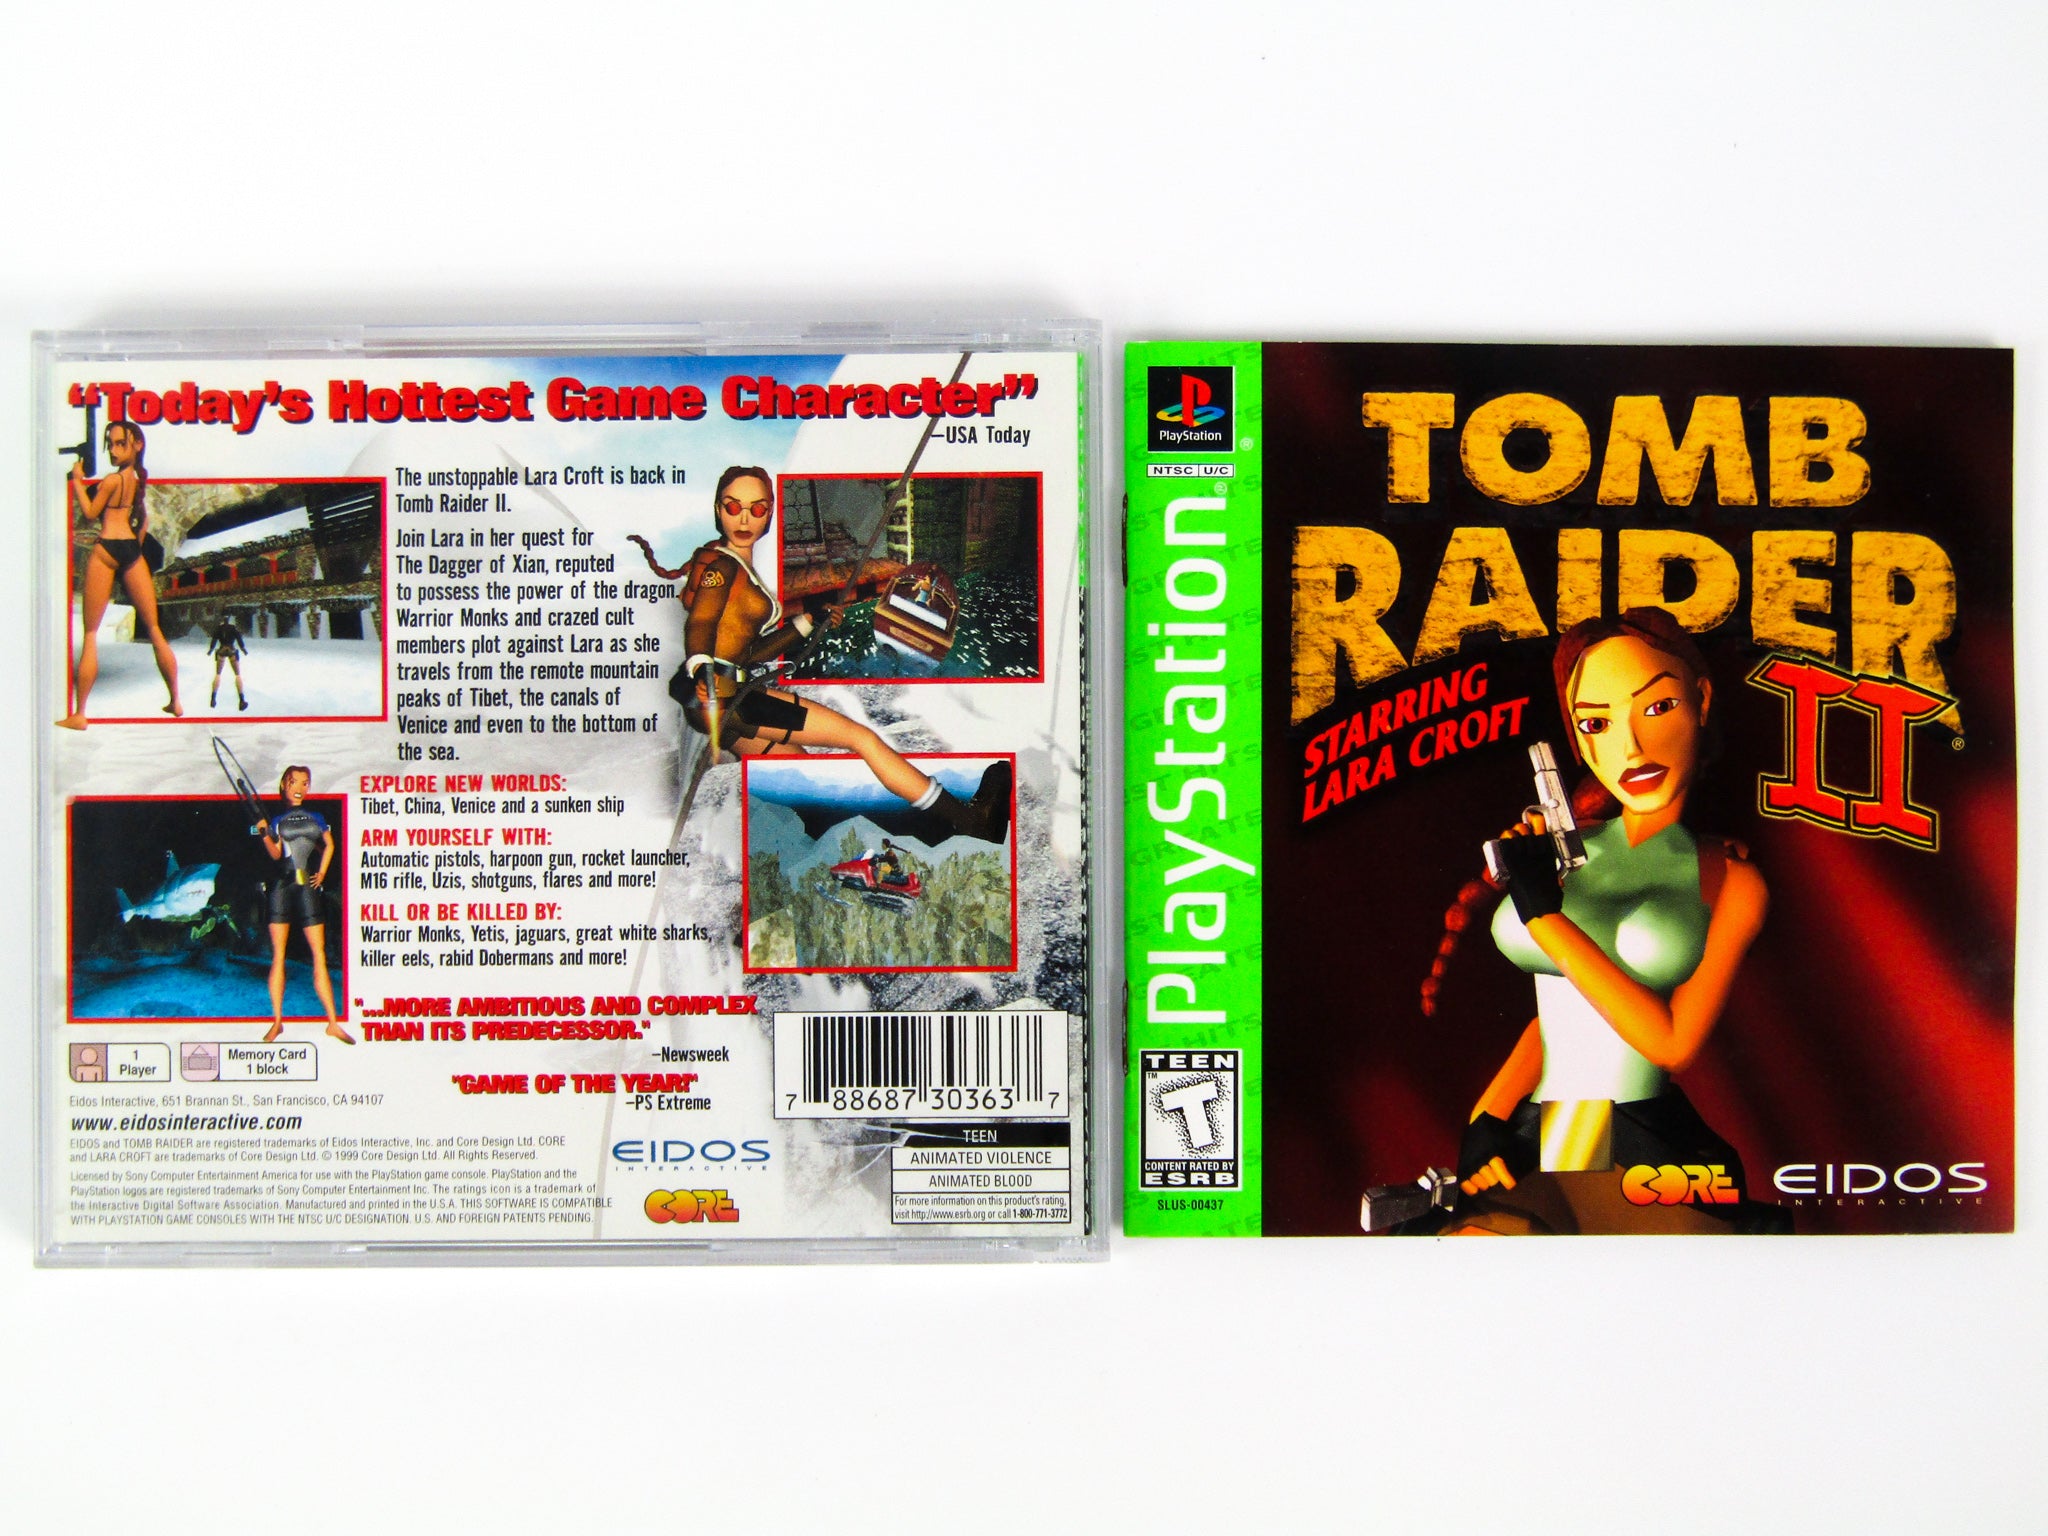 “Today's Hottest Game Character”
–USA Today
The unstoppable Lara Croft is back in
Tomb Raider II.
Join Lara in her quest for
The Dagger of Xian, reputed
to possess the power of the dragon.
Warrior Monks and crazed cult
members plot against Lara as she
travels from the remote mountain
peaks of Tibet, the canals of
Venice and even to the bottom of
the sea.
EXPLORE NEW WORLDS:
Tibet, China, Venice and a sunken ship
ARM YOURSELF WITH:
Automatic pistols, harpoon gun, rocket launcher,
M16 rifle, Uzis, shotguns, flares and more!
KILL OR BE KILLED BY:
Warrior Monks, Yetis, jaguars, great white sharks,
killer eels, rabid Dobermans and more!
"...MORE AMBITIOUS AND COMPLEX
THAN ITS PREDECESSOR."
–Newsweek
"GAME OF THE YEAR!"
–PS Extreme
1
Player
Memory Card
1 block
Eidos Interactive, 651 Brannan St., San Francisco, CA 94107
www.eidosinteractive.com
EIDOS and TOMB RAIDER are registered trademarks of Eidos Interactive, Inc. and Core Design Ltd. CORE
and LARA CROFT are trademarks of Core Design Ltd. © 1999 Core Design Ltd. All Rights Reserved.
Licensed by Sony Computer Entertainment America for use with the PlayStation game console. PlayStation and the
PlayStation logos are registered trademarks of Sony Computer Entertainment Inc. The ratings icon is a trademark of
the Interactive Digital Software Association. Manufactured and printed in the U.S.A. THIS SOFTWARE IS COMPATIBLE
WITH PLAYSTATION GAME CONSOLES WITH THE NTSC U/C DESIGNATION. U.S. AND FOREIGN PATENTS PENDING.
EIDOS
INTERACTIVE
CORE
7 88687 30363 7
TEEN
ANIMATED VIOLENCE
ANIMATED BLOOD
For more information on this product's rating,
visit http://www.esrb.org or call 1-800-771-3772
PlayStation
®
NTSC U/C
PlayStation®
TEEN
T
TM
CONTENT RATED BY
ESRB
SLUS-00437
TOMB
RAIDER
II
®
STARRING
LARA CROFT
CORE
EIDOS
INTERACTIVE